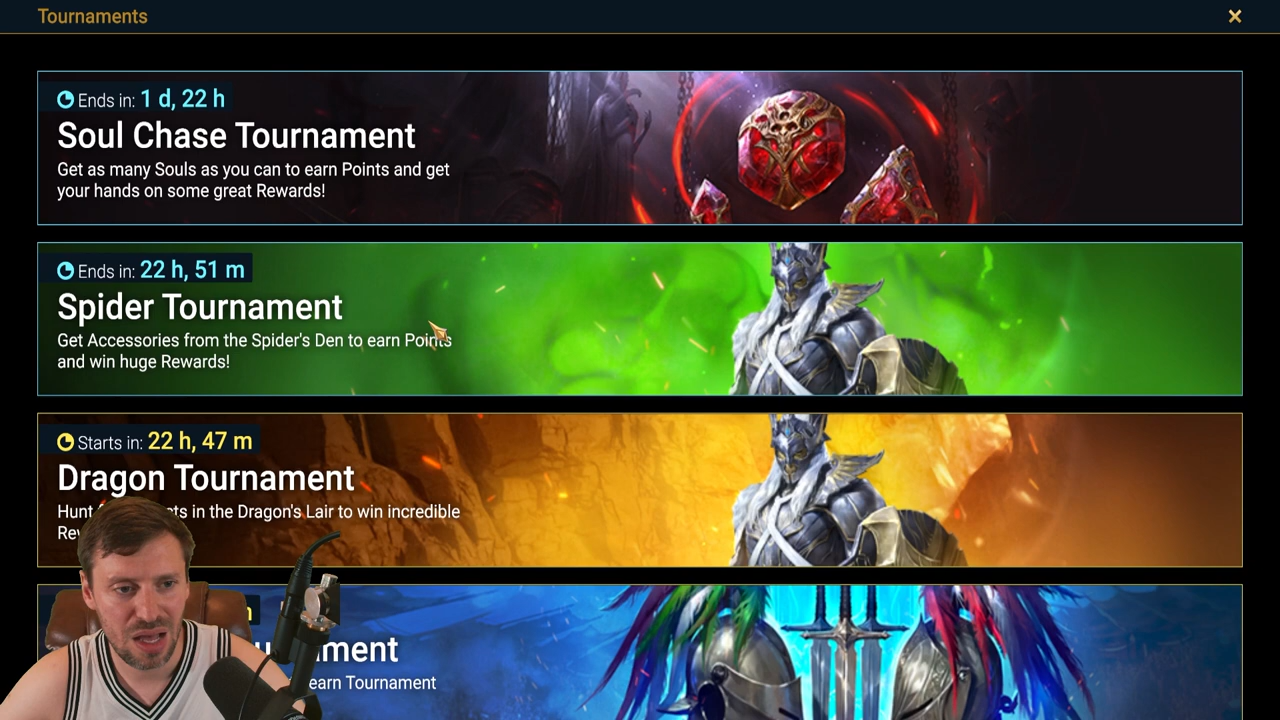 Tournaments
Ends in: 1 d, 22 h
Soul Chase Tournament
Get as many Souls as you can to earn Points and get
your hands on some great Rewards!
Ends in: 22 h, 51 m
Spider Tournament
Get Accessories from the Spider's Den to earn Points
and win huge Rewards!
Starts in: 22 h, 47 m
Dragon Tournament
Hunt in the Dragon's Lair to win incredible
earn Tournament